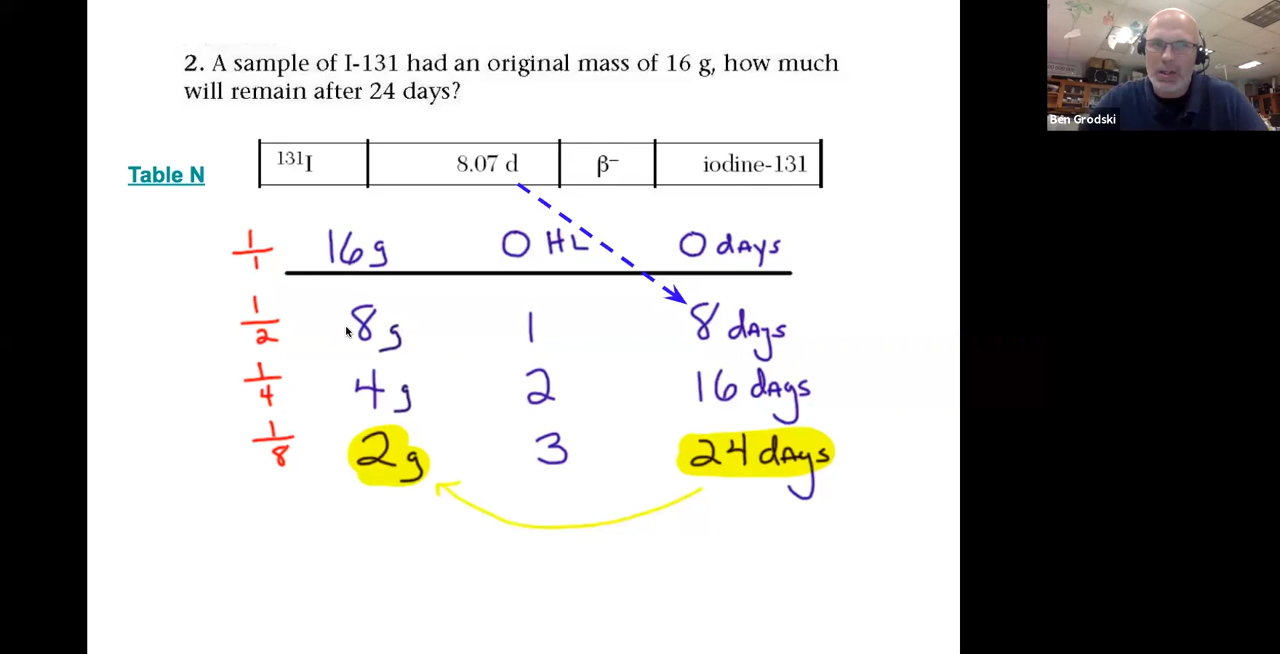 2. A sample of I-131 had an original mass of 16 g, how much
will remain after 24 days?
Ben Grodski
Table N
¹³¹I 8.07 d β⁻ iodine-131
1/1 16g 0 HL 0 days
1/2 8g 1 8 days
1/4 4g 2 16 days
1/8 2g 3 24 days